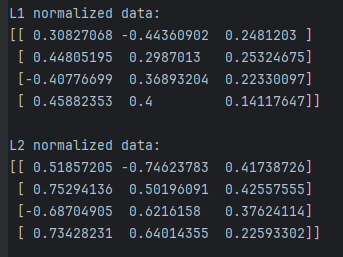 L1 normalized data:
[[ 0.30827068 -0.44360902  0.2481203 ]
 [ 0.44805195  0.2987013   0.25324675]
 [-0.40776699  0.36893204  0.22330097]
 [ 0.45882353  0.4         0.14117647]]

L2 normalized data:
[[ 0.51857205 -0.74623783  0.41738726]
 [ 0.75294136  0.50196091  0.42557555]
 [-0.68704905  0.6216158   0.37624114]
 [ 0.73428231  0.64014355  0.22593302]]